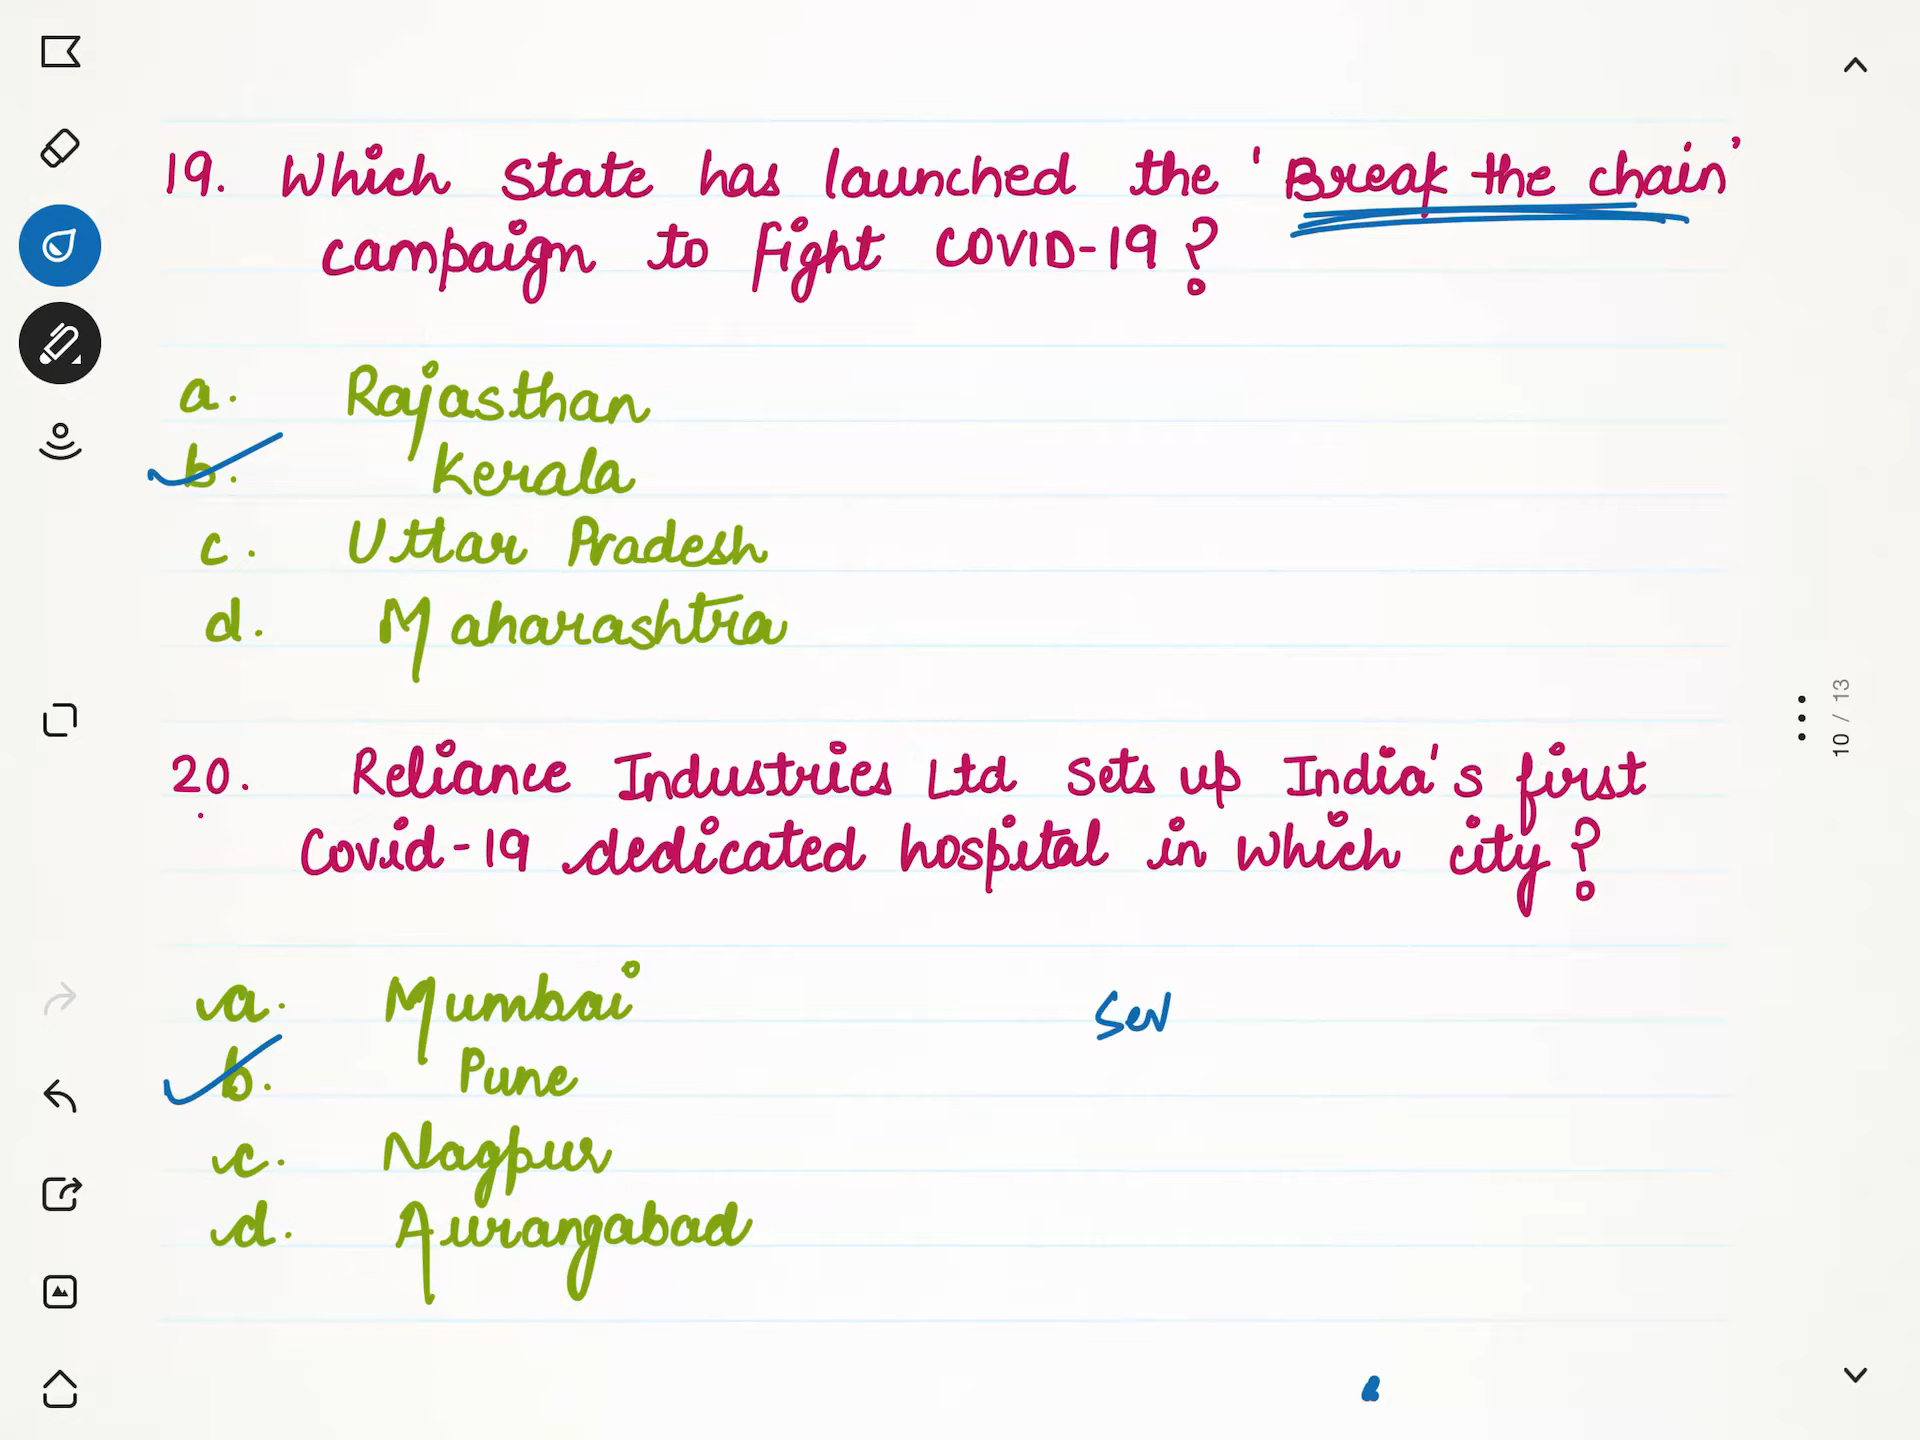 19. Which state has launched the 'Break the chain'
campaign to fight COVID-19?
a. Rajasthan
b. Kerala
c. Uttar Pradesh
d. Maharashtra
10 / 13
20. Reliance Industries Ltd sets up India's first
Covid-19 dedicated hospital in which city?
a. Mumbai
Sev
b. Pune
c. Nagpur
d. Aurangabad